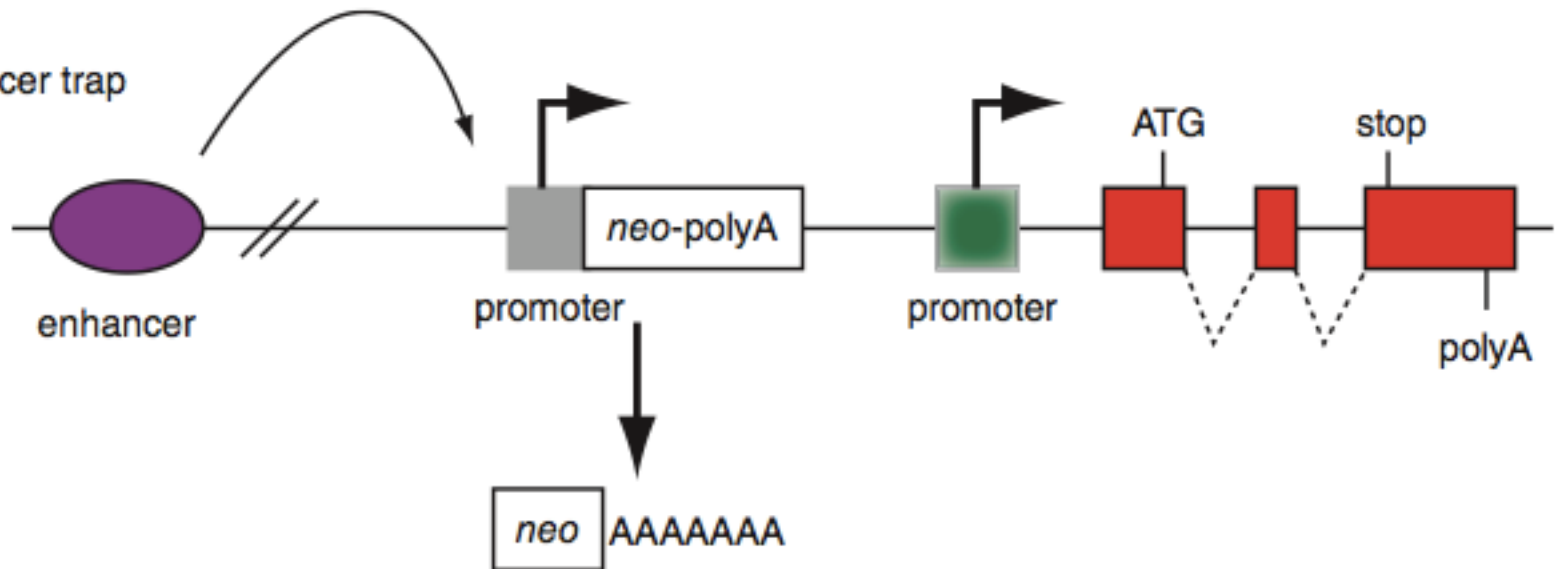 cer trap
ATG
stop
neo-polyA
enhancer
promoter
promoter
polyA
neo AAAAAAA